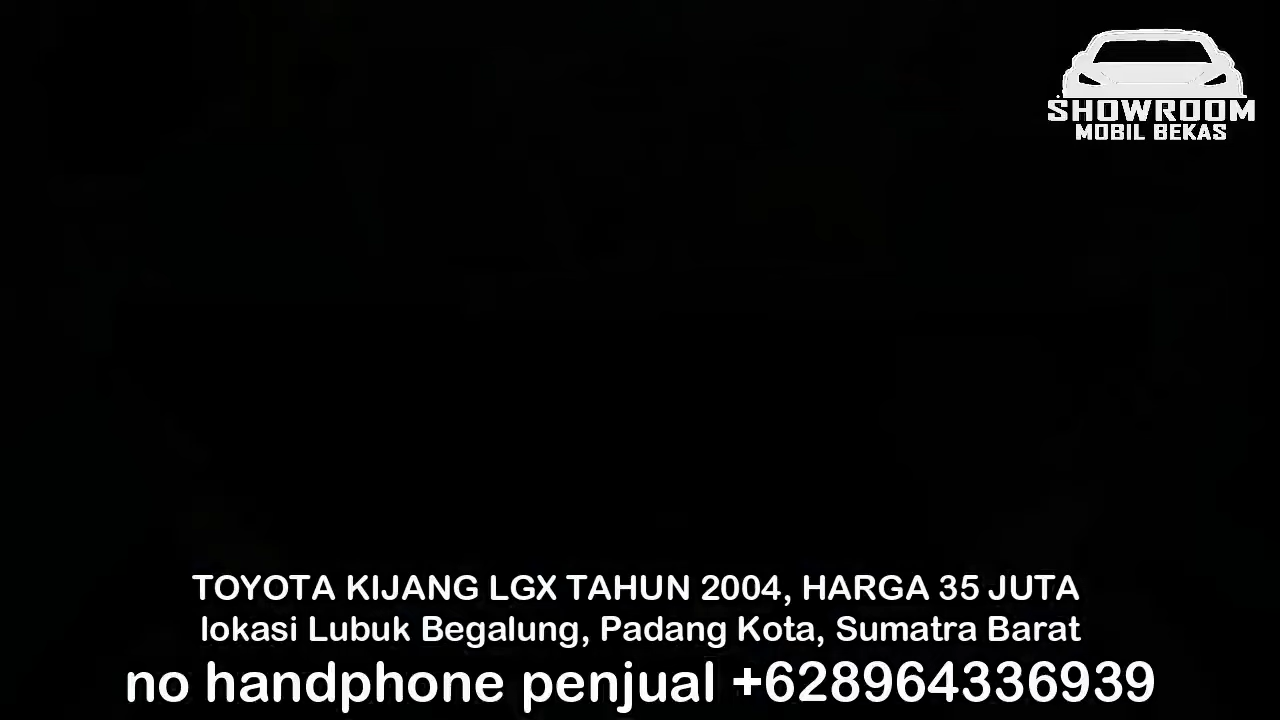 SHOWROOM
MOBIL BEKAS
TOYOTA KIJANG LGX TAHUN 2004, HARGA 35 JUTA
lokasi Lubuk Begalung, Padang Kota, Sumatra Barat
no handphone penjual +628964336939